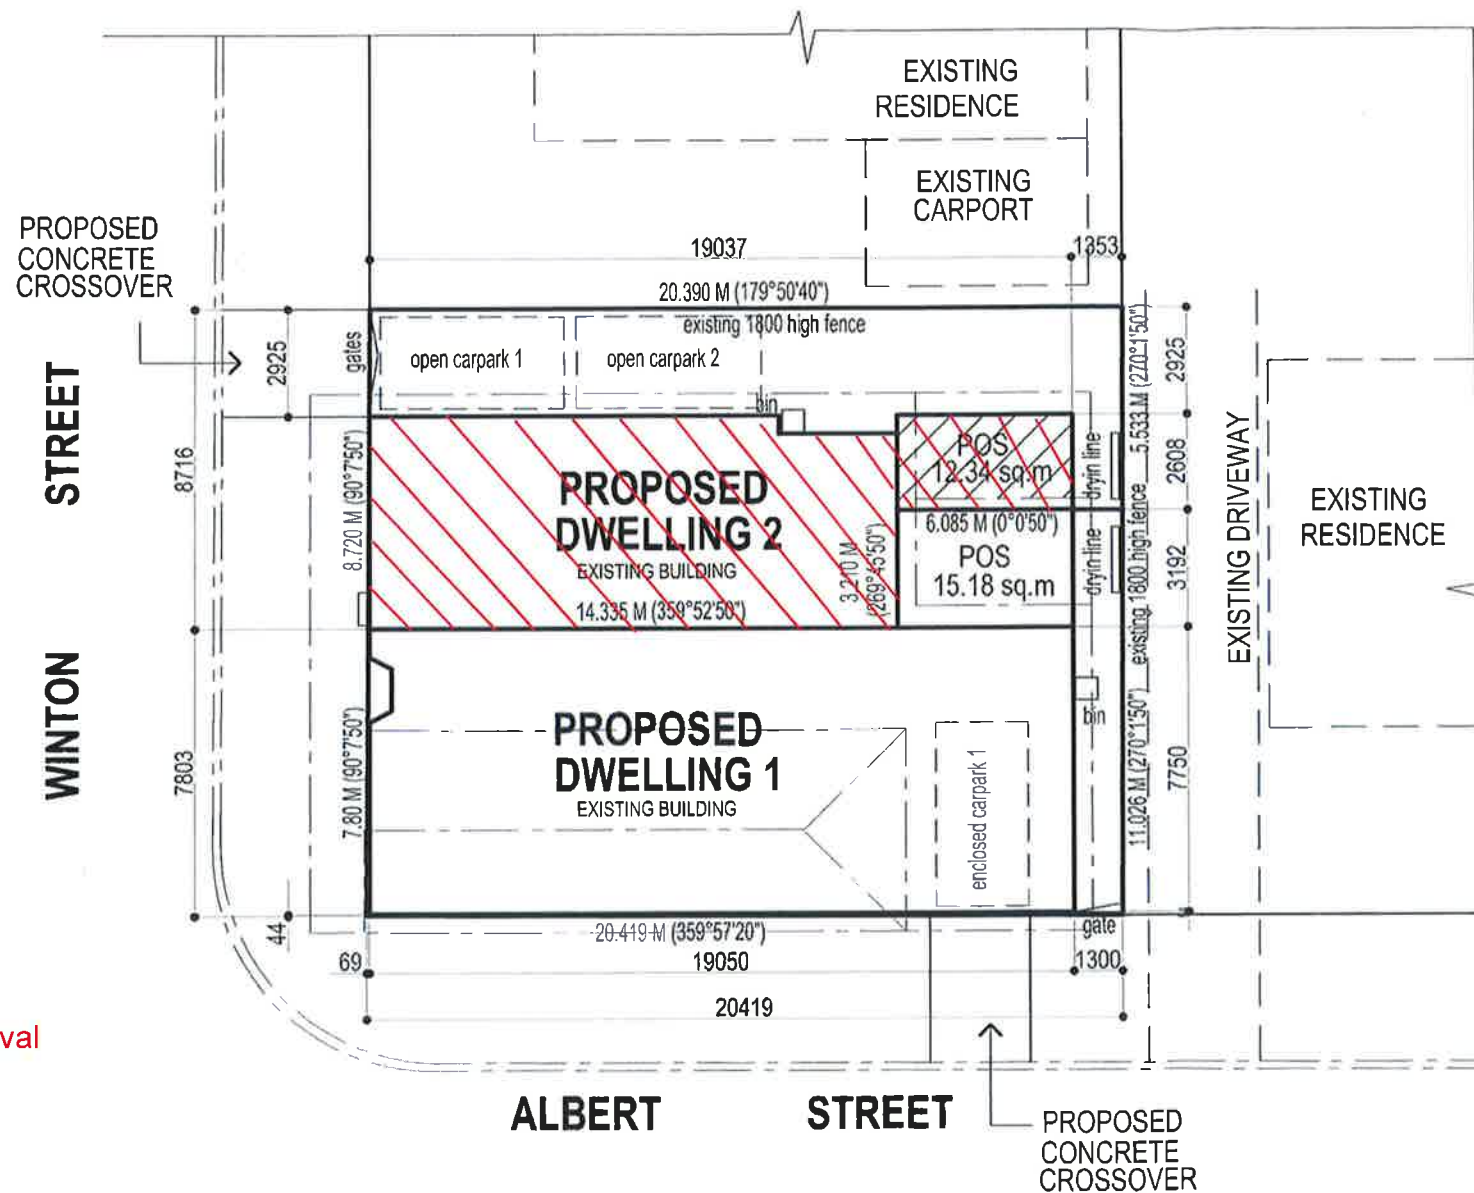 EXISTING
RESIDENCE
EXISTING
CARPORT
PROPOSED
CONCRETE
CROSSOVER
19037
1353
20.390 M (179°50'40")
existing 1800 high fence
gates
open carpark 1
open carpark 2
2925
8716
7803
44
69
STREET
WINTON
8.720 M (90°7'50")
7.80 M (90°7'50")
bin
PROPOSED
DWELLING 2
EXISTING BUILDING
14.335 M (359°52'50")
3.210 M
(269°45'50")
POS
12.34 sq.m
6.085 M (0°0'50")
POS
15.18 sq.m
dryin line
dryin line
existing 1800 high fence
5.533 M (270°1'50")
11.026 M (270°1'50")
2925
2608
3192
7750
EXISTING DRIVEWAY
EXISTING
RESIDENCE
PROPOSED
DWELLING 1
EXISTING BUILDING
enclosed carpark 1
bin
gate
20.419 M (359°57'20")
19050
1300
20419
val
ALBERT STREET
PROPOSED
CONCRETE
CROSSOVER